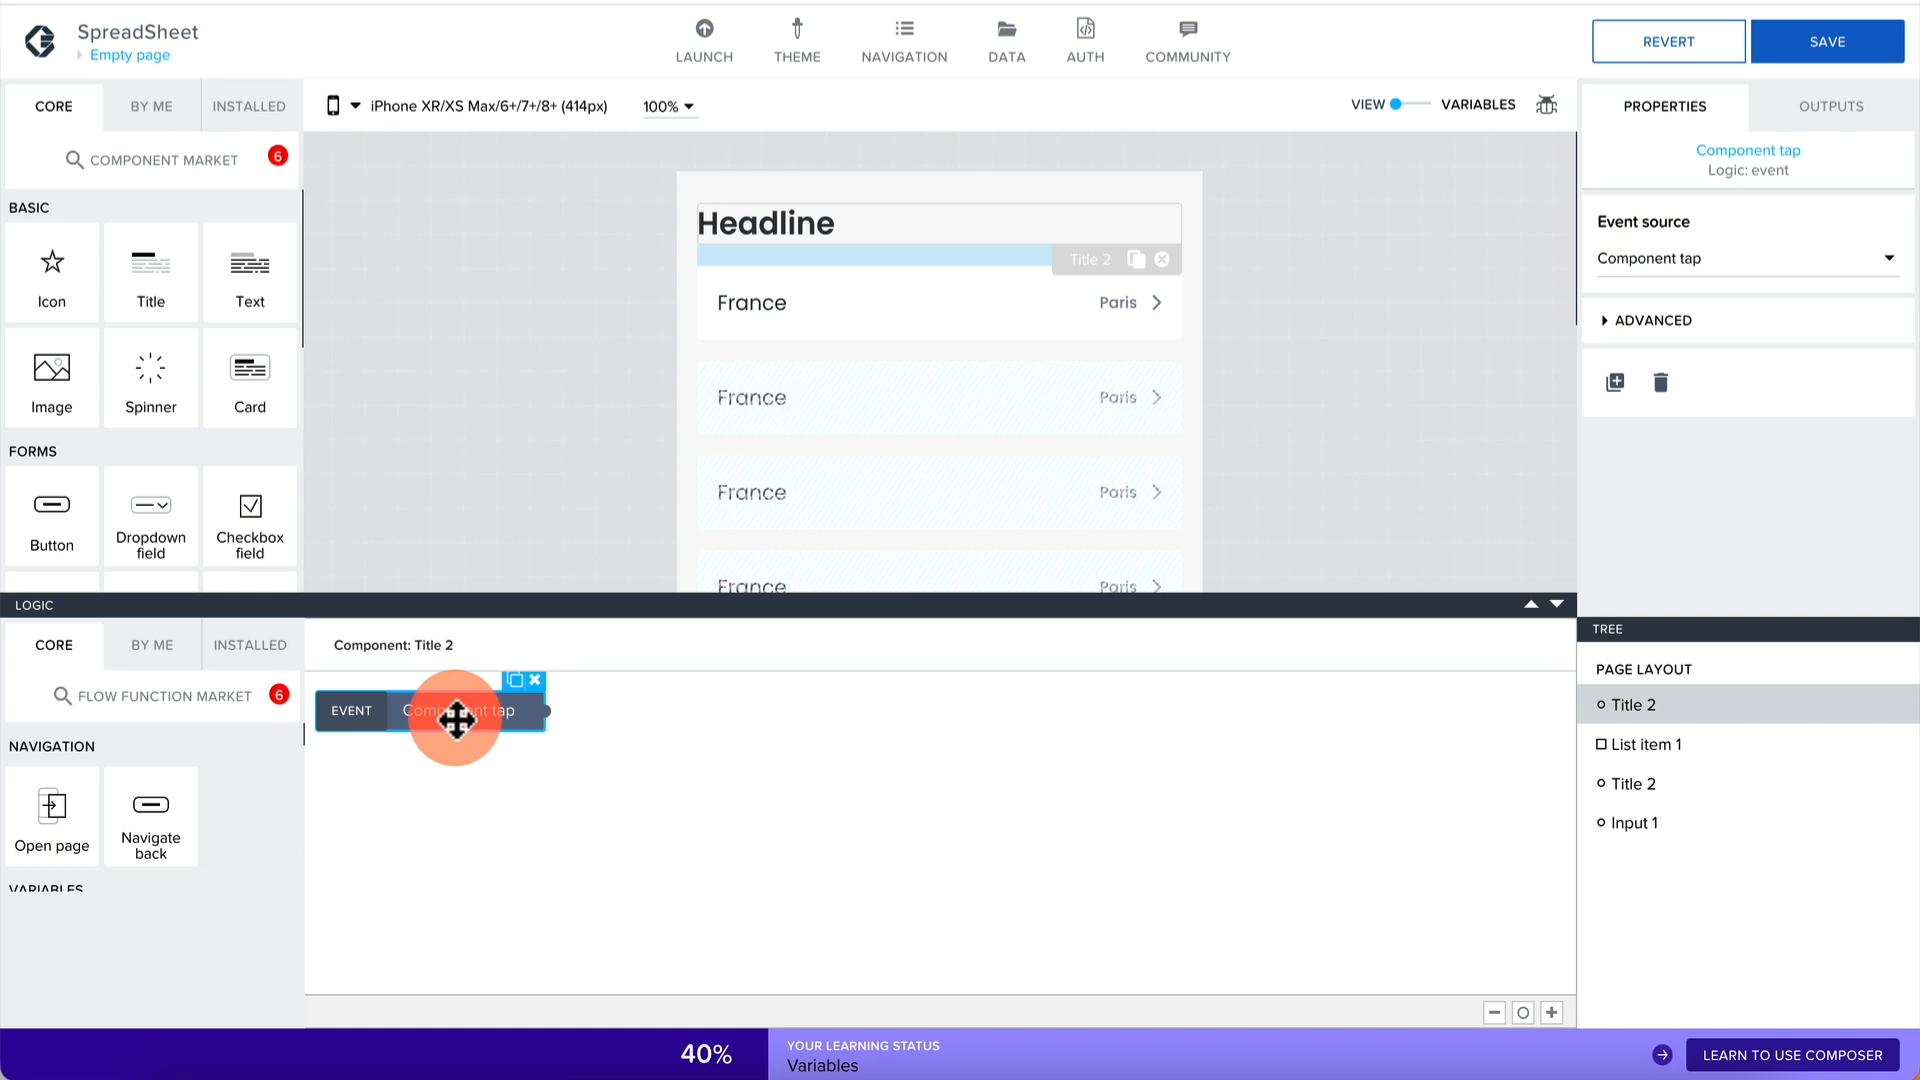 SpreadSheet
Empty page
LAUNCH
THEME
NAVIGATION
DATA
AUTH
COMMUNITY
REVERT
SAVE
CORE
BY ME
INSTALLED
iPhone XR/XS Max/6+/7+/8+ (414px)
100%
VIEW
VARIABLES
PROPERTIES
OUTPUTS
COMPONENT MARKET
6
Component tap
Logic: event
BASIC
Icon
Title
Text
Image
Spinner
Card
FORMS
Button
Dropdown
field
Checkbox
field
Headline
Title 2
France
Paris
France
Paris
France
Paris
France
Paris
Event source
Component tap
ADVANCED
LOGIC
CORE
BY ME
INSTALLED
FLOW FUNCTION MARKET
6
NAVIGATION
Open page
Navigate
back
VARIABLES
Component: Title 2
EVENT
Component tap
TREE
PAGE LAYOUT
Title 2
List item 1
Title 2
Input 1
40%
YOUR LEARNING STATUS
Variables
LEARN TO USE COMPOSER